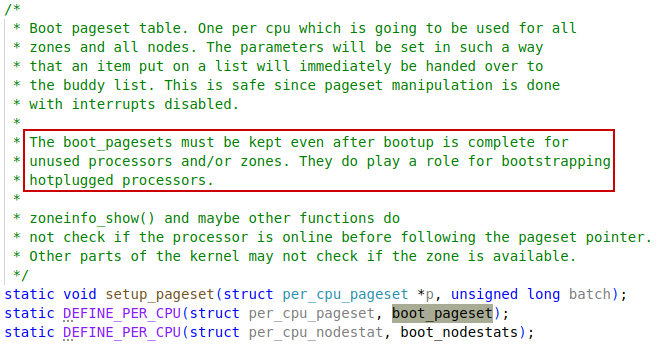 /*
* Boot pageset table. One per cpu which is going to be used for all
* zones and all nodes. The parameters will be set in such a way
* that an item put on a list will immediately be handed over to
* the buddy list. This is safe since pageset manipulation is done
* with interrupts disabled.
*
* The boot_pagesets must be kept even after bootup is complete for
* unused processors and/or zones. They do play a role for bootstrapping
* hotplugged processors.
*
* zoneinfo_show() and maybe other functions do
* not check if the processor is online before following the pageset pointer.
* Other parts of the kernel may not check if the zone is available.
*/
static void setup_pageset(struct per_cpu_pageset *p, unsigned long batch);
static DEFINE_PER_CPU(struct per_cpu_pageset, boot_pageset);
static DEFINE_PER_CPU(struct per_cpu_nodestat, boot_nodestats);